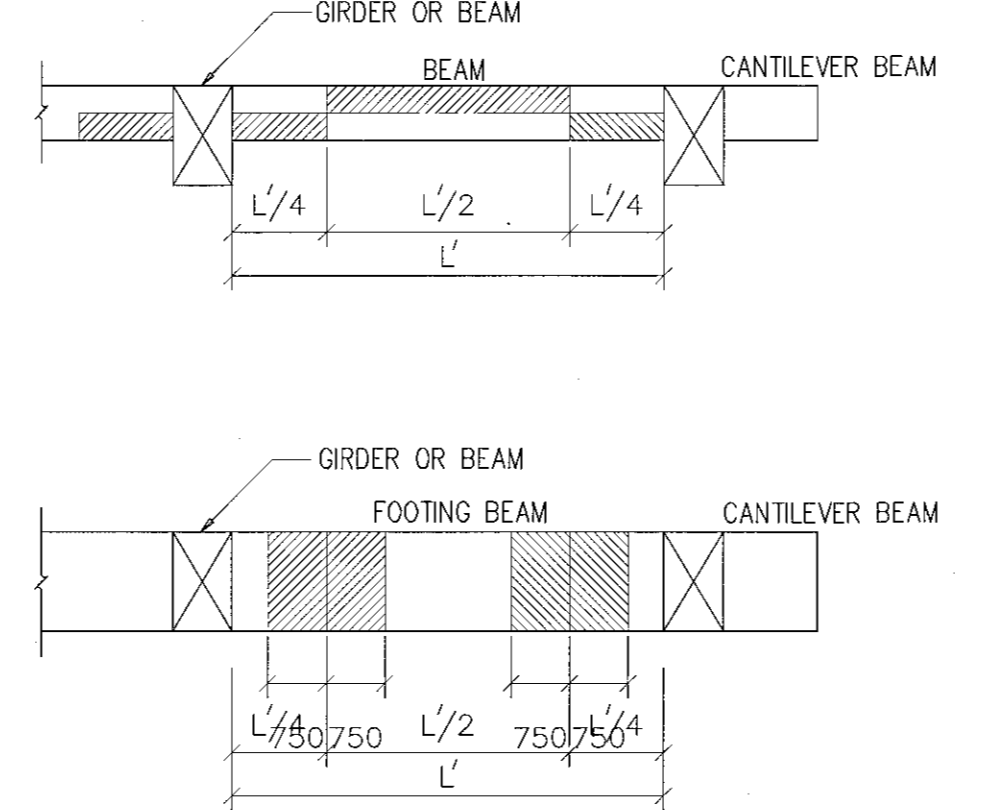 GIRDER OR BEAM
BEAM
CANTILEVER BEAM
L'/4 L'/2 L'/4
L'
GIRDER OR BEAM
FOOTING BEAM
CANTILEVER BEAM
L'/4 L'/2 L'/4
750 750 750 750
L'